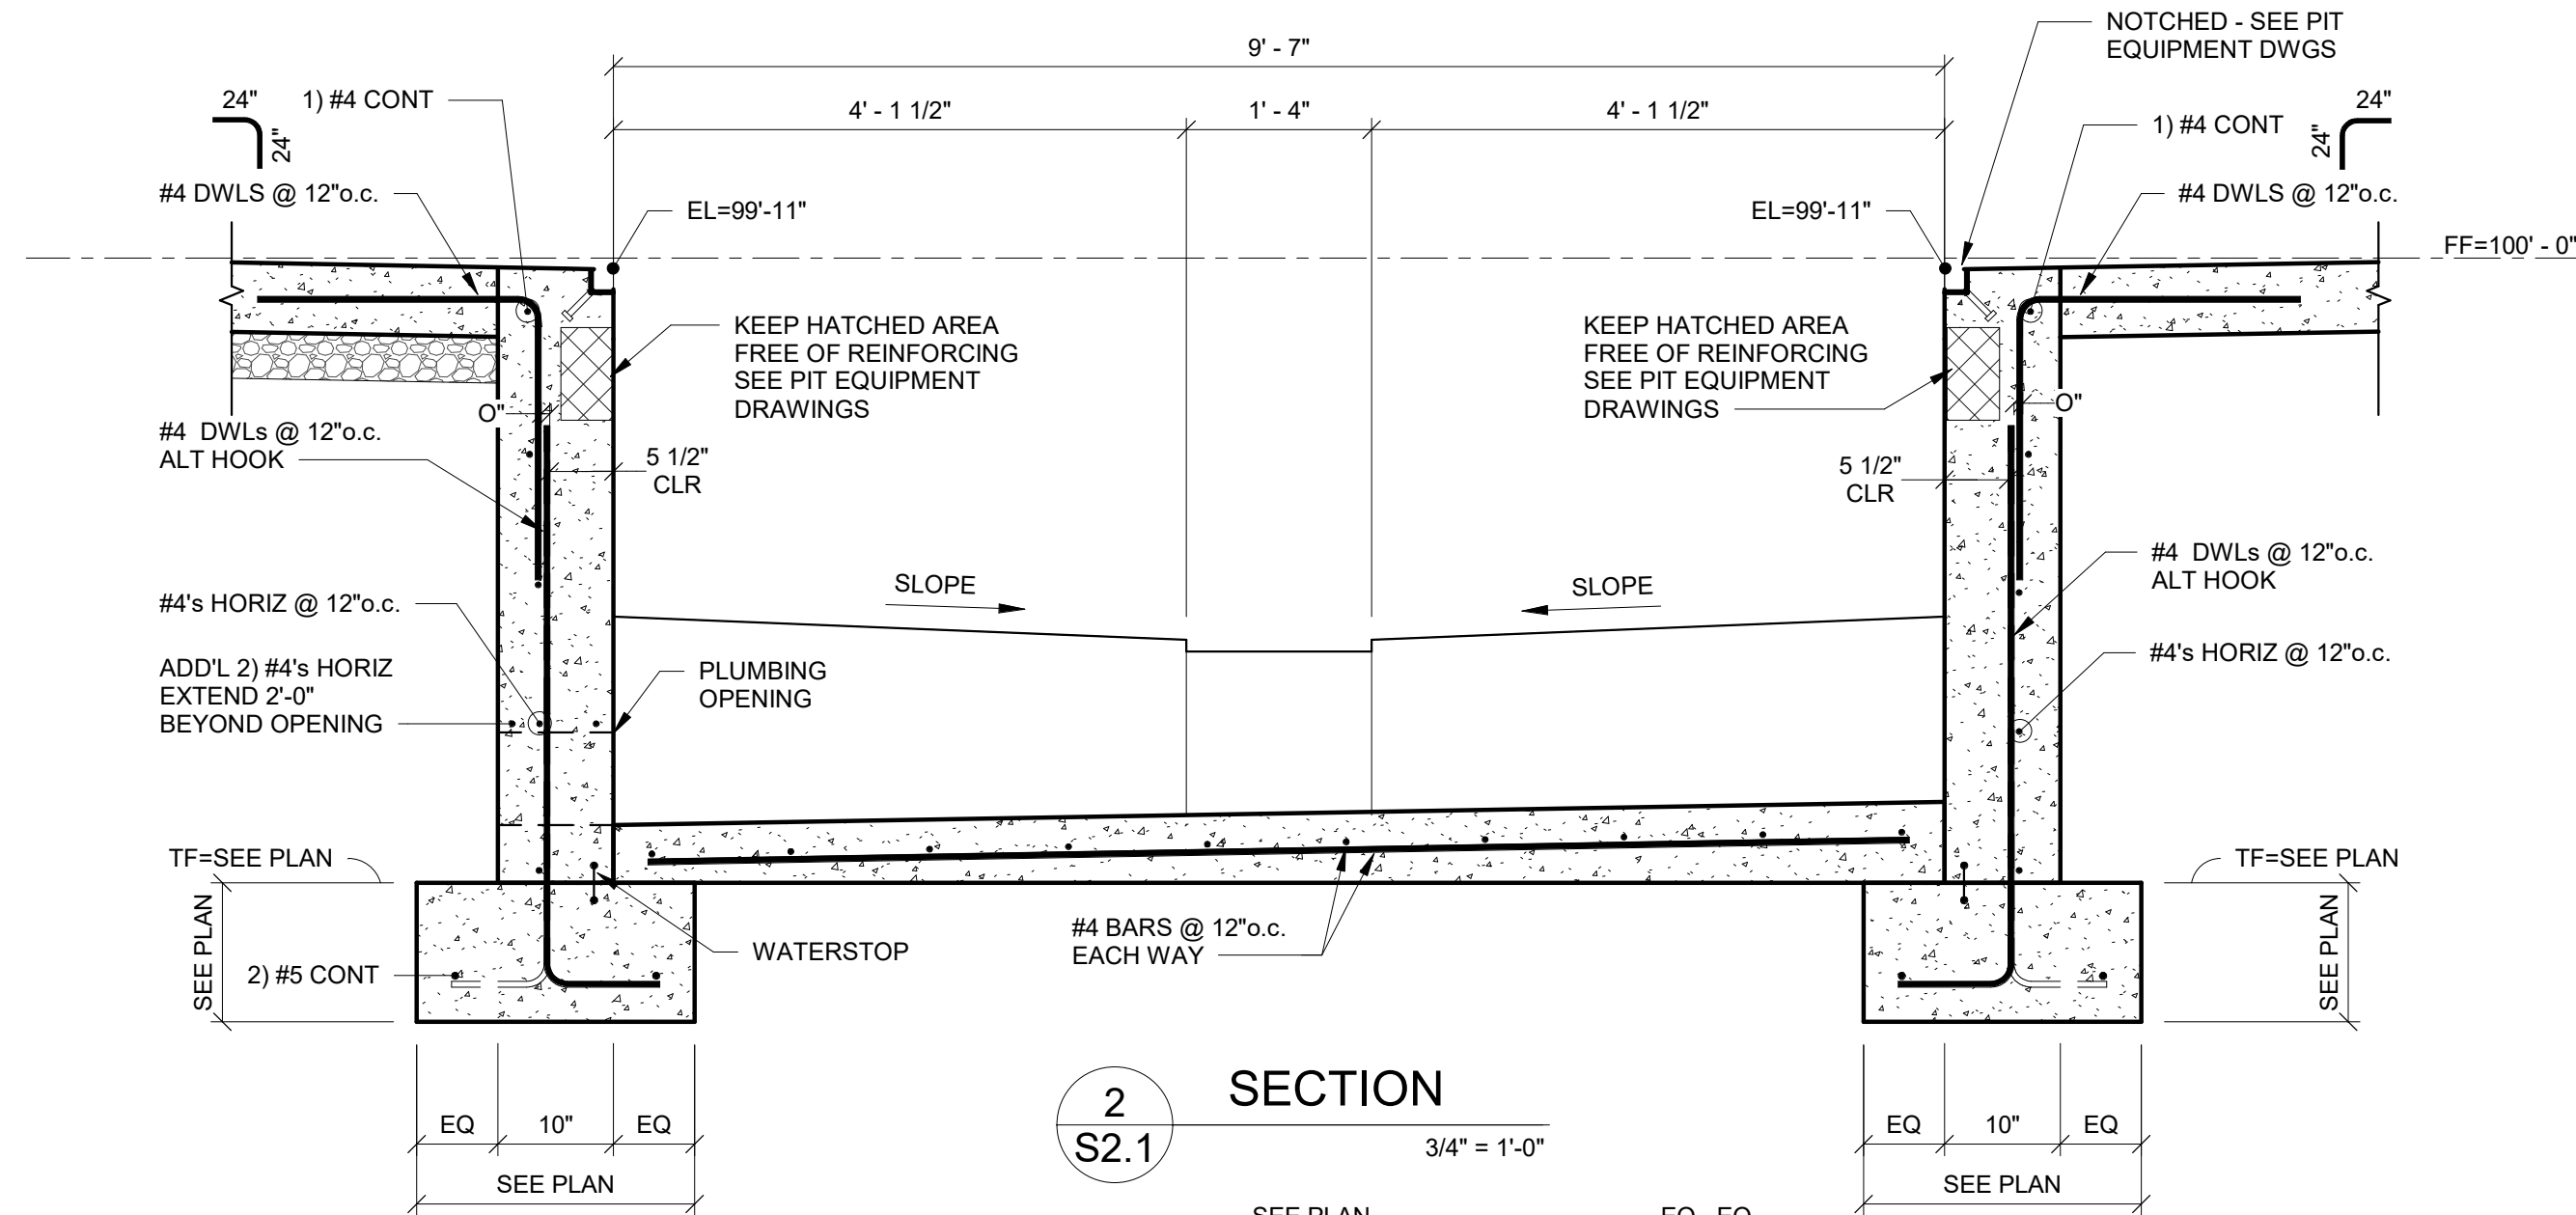 NOTCHED - SEE PIT
EQUIPMENT DWGS
9' - 7"
24"
1) #4 CONT
4' - 1 1/2"
1' - 4"
4' - 1 1/2"
24"
1) #4 CONT
24"
24"
#4 DWLS @ 12"o.c.
#4 DWLS @ 12"o.c.
EL=99'-11"
EL=99'-11"
FF=100' - 0"
KEEP HATCHED AREA
FREE OF REINFORCING
SEE PIT EQUIPMENT
DRAWINGS
KEEP HATCHED AREA
FREE OF REINFORCING
SEE PIT EQUIPMENT
DRAWINGS
O"
O"
#4 DWLs @ 12"o.c.
ALT HOOK
5 1/2"
CLR
5 1/2"
CLR
#4 DWLs @ 12"o.c.
ALT HOOK
SLOPE
SLOPE
#4's HORIZ @ 12"o.c.
#4's HORIZ @ 12"o.c.
ADD'L 2) #4's HORIZ
EXTEND 2'-0"
BEYOND OPENING
PLUMBING
OPENING
TF=SEE PLAN
TF=SEE PLAN
SEE PLAN
2) #5 CONT
WATERSTOP
#4 BARS @ 12"o.c.
EACH WAY
SEE PLAN
EQ
10"
EQ
2
S2.1
SECTION
3/4" = 1'-0"
EQ
10"
EQ
SEE PLAN
SEE PLAN
SEE PLAN
EQ
EQ